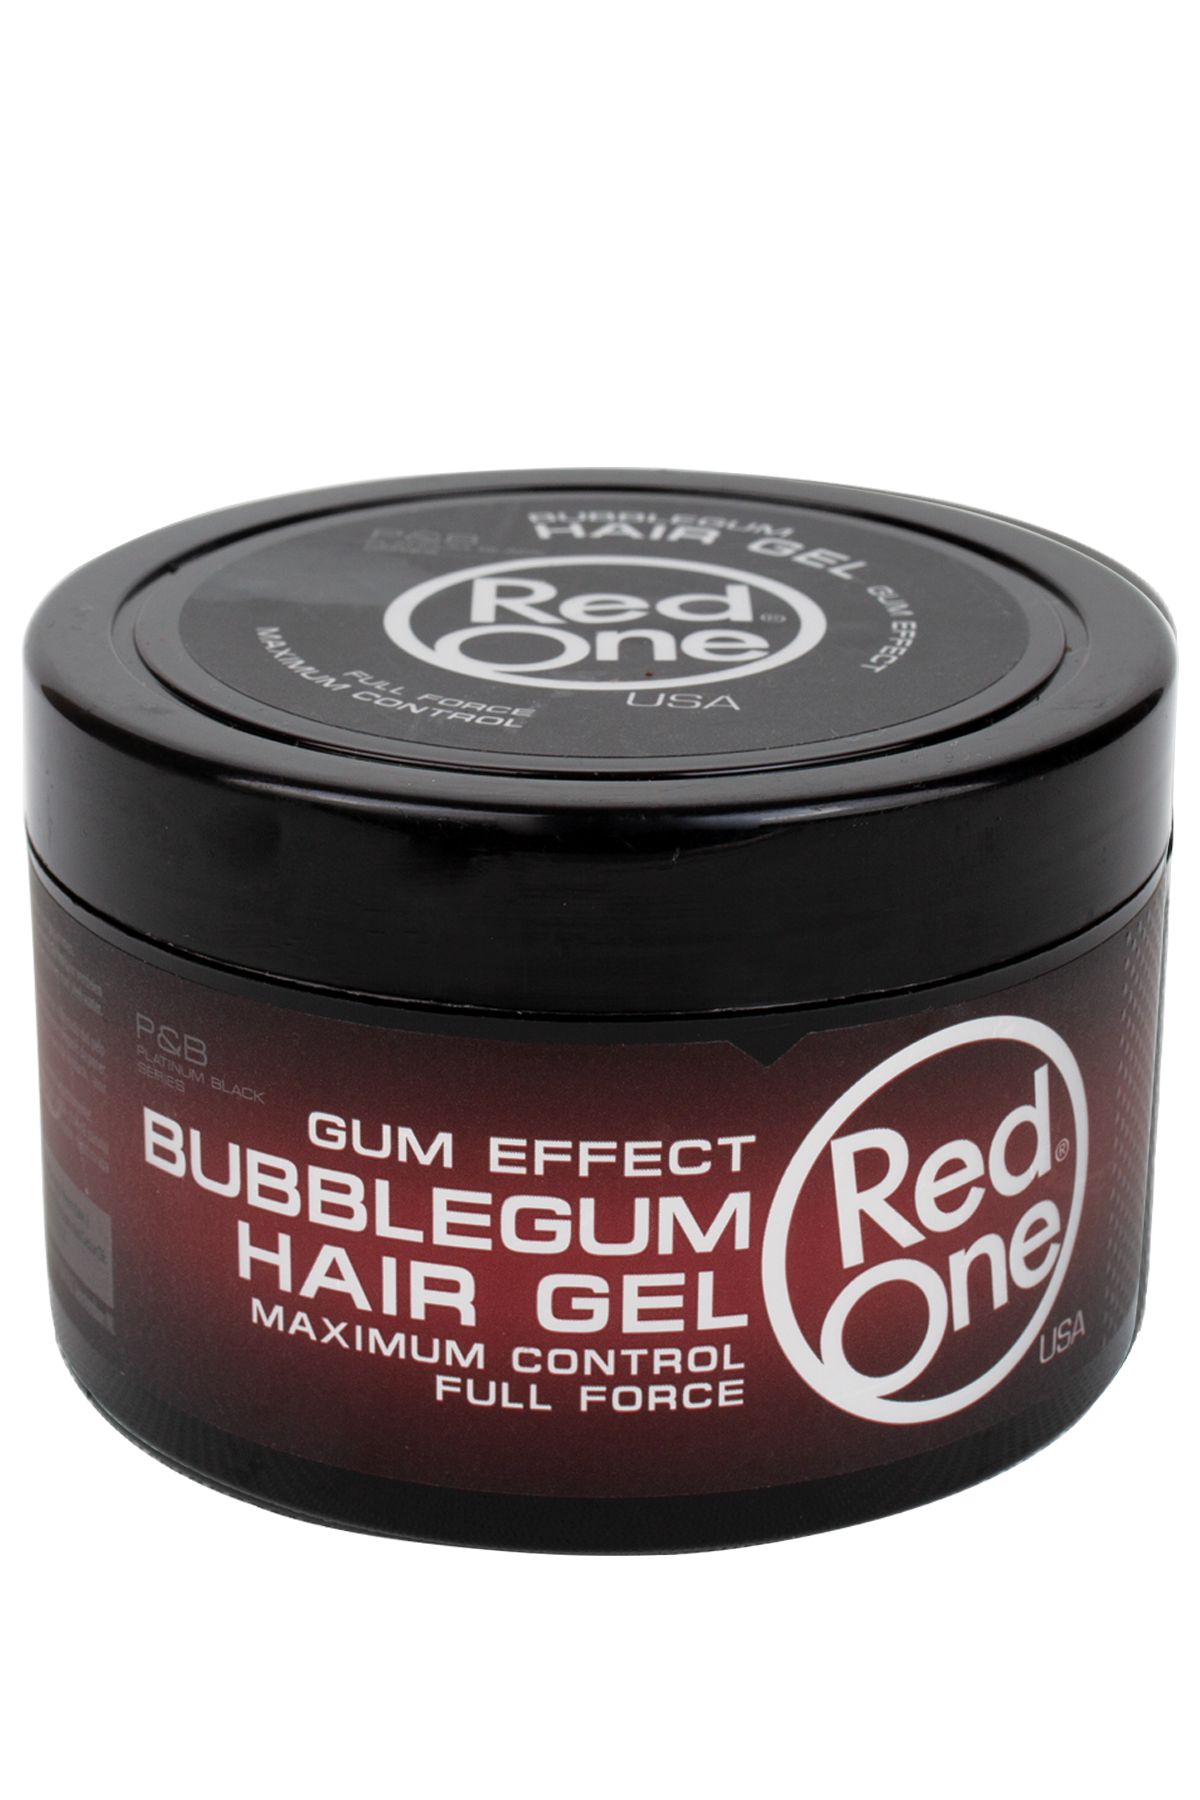 BUBBLEGUM
HAIR GEL
GUM EFFECT
P&B
Red
One
®
USA
FULL FORCE
MAXIMUM CONTROL
P&B
PLATINUM BLACK
SERIES
GUM EFFECT
BUBBLEGUM
HAIR GEL
MAXIMUM CONTROL
FULL FORCE
Red
One
®
USA